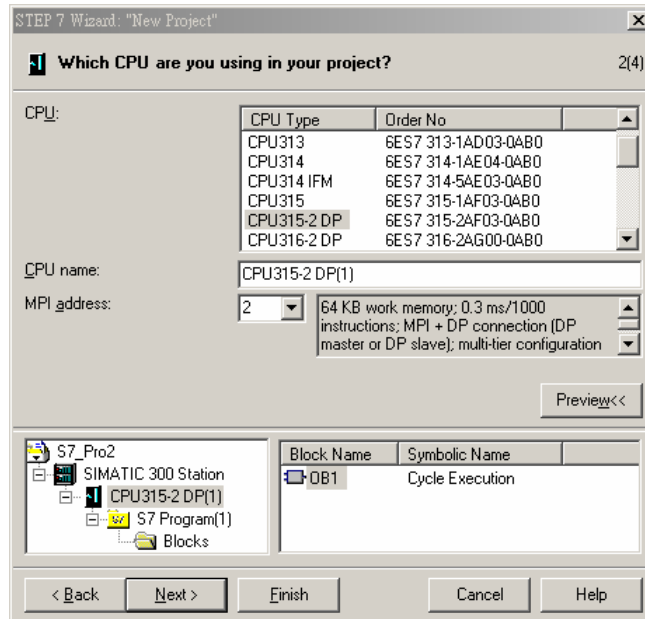 STEP 7 Wizard: "New Project"
Which CPU are you using in your project? 2(4)
CPU:
CPU Type Order No
CPU313 6ES7 313-1AD03-0AB0
CPU314 6ES7 314-1AE04-0AB0
CPU314 IFM 6ES7 314-5AE03-0AB0
CPU315 6ES7 315-1AF03-0AB0
CPU315-2 DP 6ES7 315-2AF03-0AB0
CPU316-2 DP 6ES7 316-2AG00-0AB0
CPU name: CPU315-2 DP(1)
MPI address: 2
64 KB work memory; 0.3 ms/1000
instructions; MPI + DP connection (DP
master or DP slave); multi-tier configuration
Preview<<
S7_Pro2
SIMATIC 300 Station
CPU315-2 DP(1)
S7 Program(1)
Blocks
Block Name Symbolic Name
OB1 Cycle Execution
< Back Next > Finish Cancel Help